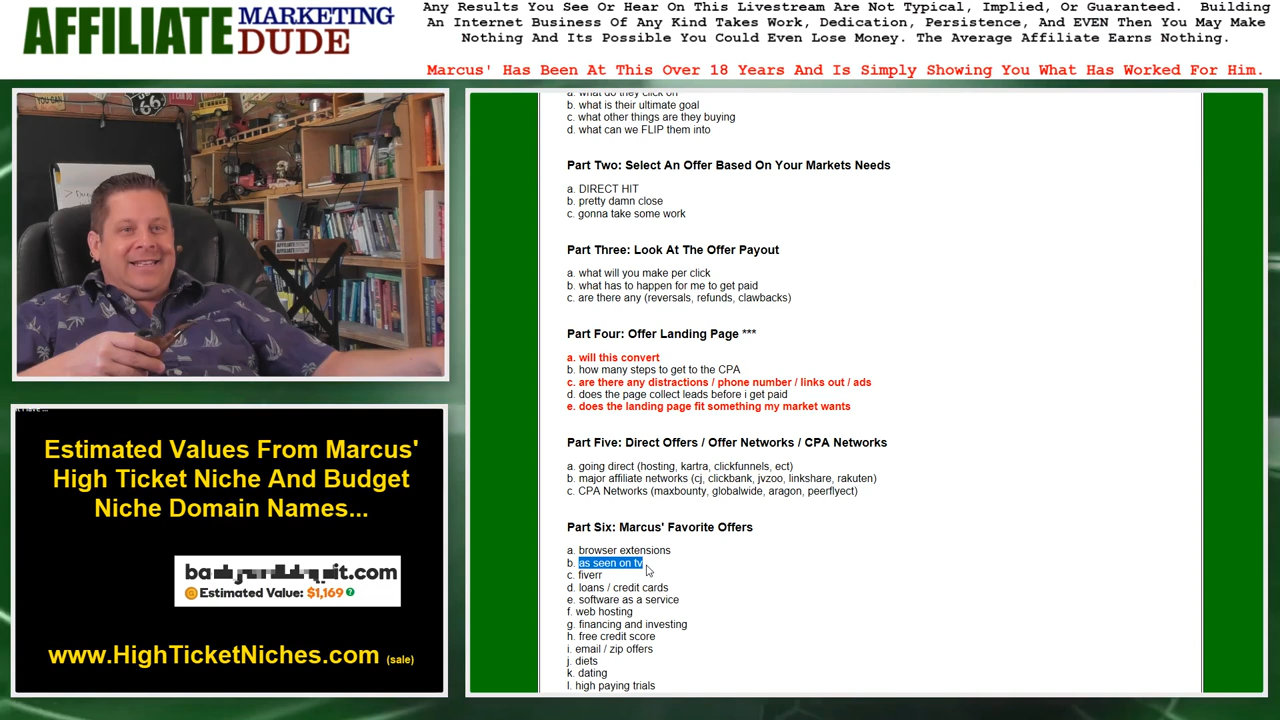 AFFILIATE MARKETING DUDE
Any Results You See Or Hear On This Livestream Are Not Typical, Implied, Or Guaranteed. Building
An Internet Business Of Any Kind Takes Work, Dedication, Persistence, And EVEN Then You May Make
Nothing And Its Possible You Could Even Lose Money. The Average Affiliate Earns Nothing.
Marcus' Has Been At This Over 18 Years And Is Simply Showing You What Has Worked For Him.
66
AFFILIATE
Estimated Values From Marcus'
High Ticket Niche And Budget
Niche Domain Names...
.com
Estimated Value: $1,169 ?
www.HighTicketNiches.com (sale)
a. what do they click on
b. what is their ultimate goal
c. what other things are they buying
d. what can we FLIP them into
Part Two: Select An Offer Based On Your Markets Needs
a. DIRECT HIT
b. pretty damn close
c. gonna take some work
Part Three: Look At The Offer Payout
a. what will you make per click
b. what has to happen for me to get paid
c. are there any (reversals, refunds, clawbacks)
Part Four: Offer Landing Page ***
a. will this convert
b. how many steps to get to the CPA
c. are there any distractions / phone number / links out / ads
d. does the page collect leads before i get paid
e. does the landing page fit something my market wants
Part Five: Direct Offers / Offer Networks / CPA Networks
a. going direct (hosting, kartra, clickfunnels, ect)
b. major affiliate networks (cj, clickbank, jvzoo, linkshare, rakuten)
c. CPA Networks (maxbounty, globalwide, aragon, peerflyect)
Part Six: Marcus' Favorite Offers
a. browser extensions
b. as seen on tv
c. fiverr
d. loans / credit cards
e. software as a service
f. web hosting
g. financing and investing
h. free credit score
i. email / zip offers
j. diets
k. dating
l. high paying trials